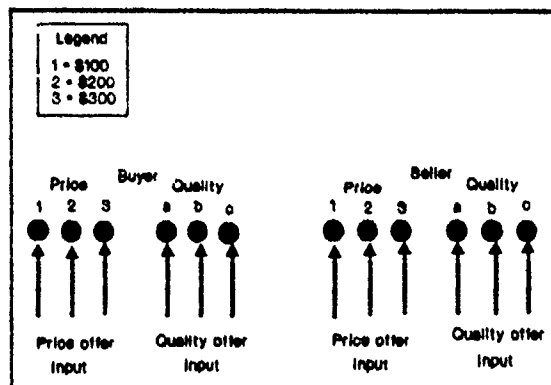 Legend
1 = $100
2 = $200
3 = $300
Buyer
Price Quality
1 2 3 a b c
Price offer Quality offer
Input Input
Seller
Price Quality
1 2 3 a b c
Price offer Quality offer
Input Input